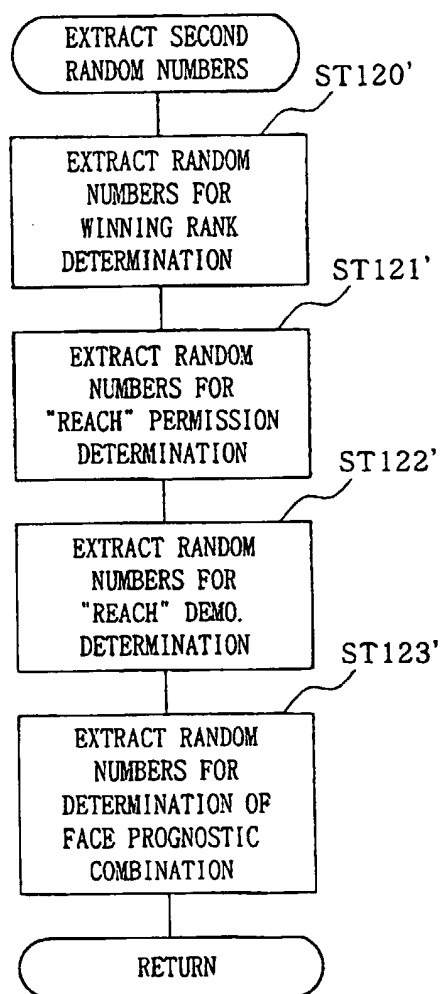 EXTRACT SECOND
RANDOM NUMBERS
ST120'
EXTRACT RANDOM
NUMBERS FOR
WINNING RANK
DETERMINATION
ST121'
EXTRACT RANDOM
NUMBERS FOR
"REACH" PERMISSION
DETERMINATION
ST122'
EXTRACT RANDOM
NUMBERS FOR
"REACH" DEMO.
DETERMINATION
ST123'
EXTRACT RANDOM
NUMBERS FOR
DETERMINATION OF
FACE PROGNOSTIC
COMBINATION
RETURN